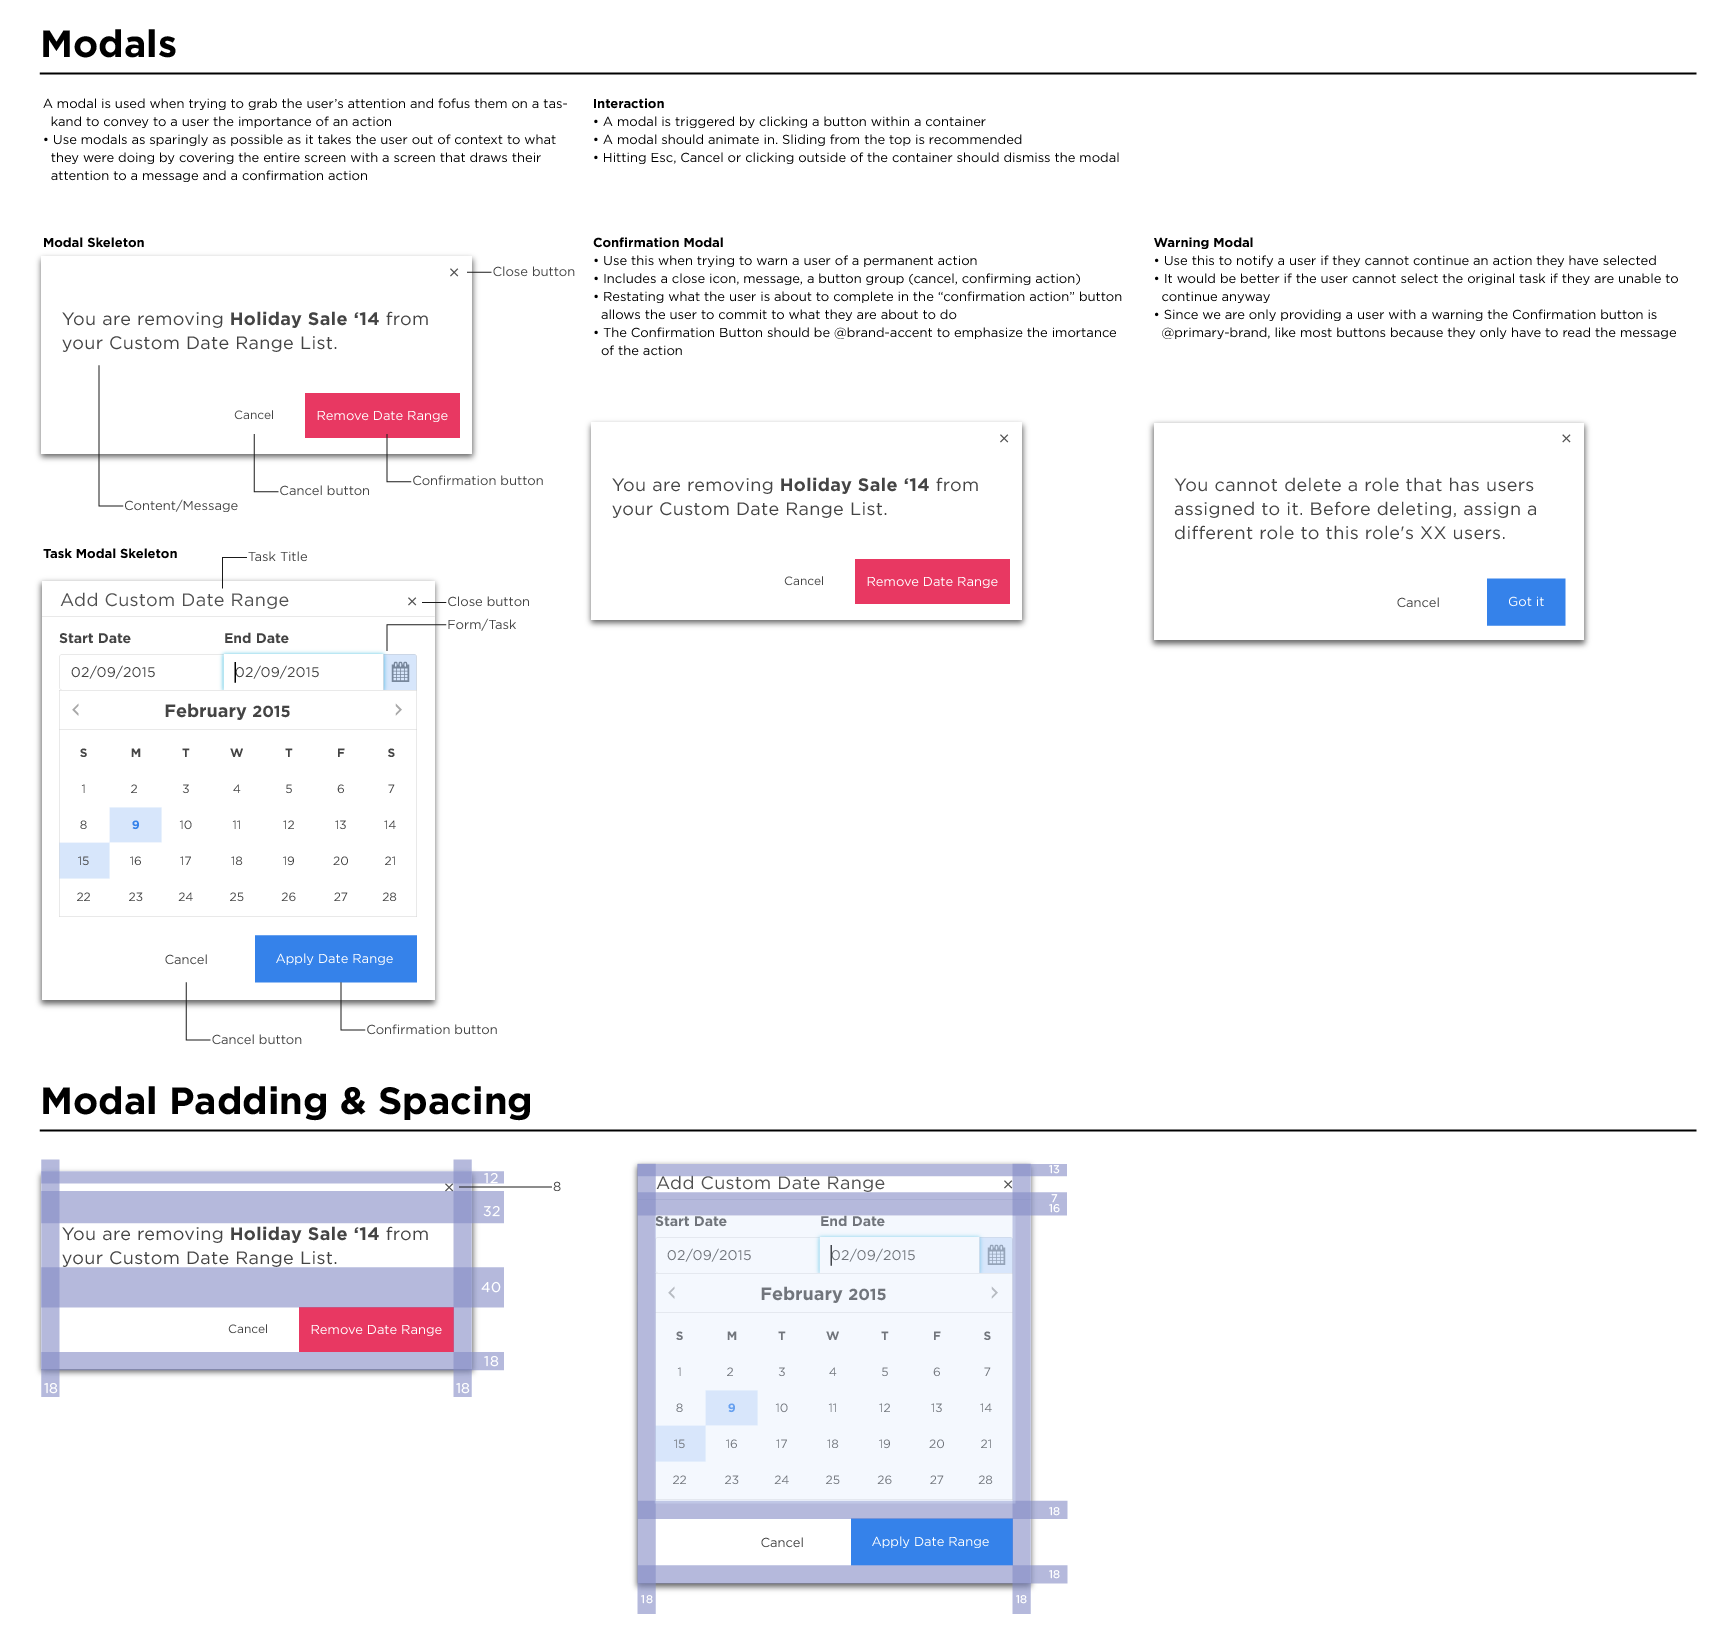 Modals
A modal is used when trying to grab the user's attention and fofus them on a tas-
kand to convey to a user the importance of an action
• Use modals as sparingly as possible as it takes the user out of context to what
they were doing by covering the entire screen with a screen that draws their
attention to a message and a confirmation action
Interaction
• A modal is triggered by clicking a button within a container
• A modal should animate in. Sliding from the top is recommended
• Hitting Esc, Cancel or clicking outside of the container should dismiss the modal
Modal Skeleton
×
Close button
You are removing Holiday Sale ‘14 from
your Custom Date Range List.
Cancel
Remove Date Range
Confirmation button
Cancel button
Content/Message
Confirmation Modal
• Use this when trying to warn a user of a permanent action
• Includes a close icon, message, a button group (cancel, confirming action)
• Restating what the user is about to complete in the “confirmation action” button
allows the user to commit to what they are about to do
• The Confirmation Button should be @brand-accent to emphasize the imortance
of the action
×
You are removing Holiday Sale ‘14 from
your Custom Date Range List.
Cancel
Remove Date Range
Warning Modal
• Use this to notify a user if they cannot continue an action they have selected
• It would be better if the user cannot select the original task if they are unable to
continue anyway
• Since we are only providing a user with a warning the Confirmation button is
@primary-brand, like most buttons because they only have to read the message
×
You cannot delete a role that has users
assigned to it. Before deleting, assign a
different role to this role's XX users.
Cancel
Got it
Task Modal Skeleton
Task Title
Add Custom Date Range
×
Close button
Form/Task
Start Date End Date
02/09/2015 02/09/2015
February 2015
S M T W T F S
1 2 3 4 5 6 7
8 9 10 11 12 13 14
15 16 17 18 19 20 21
22 23 24 25 26 27 28
Cancel
Apply Date Range
Confirmation button
Cancel button
Modal Padding & Spacing
12
×
8
32
You are removing Holiday Sale ‘14 from
your Custom Date Range List.
40
Cancel
Remove Date Range
18
18 18
13
Add Custom Date Range
×
7
16
Start Date End Date
02/09/2015 02/09/2015
February 2015
S M T W T F S
1 2 3 4 5 6 7
8 9 10 11 12 13 14
15 16 17 18 19 20 21
22 23 24 25 26 27 28
18
Cancel
Apply Date Range
18
18 18